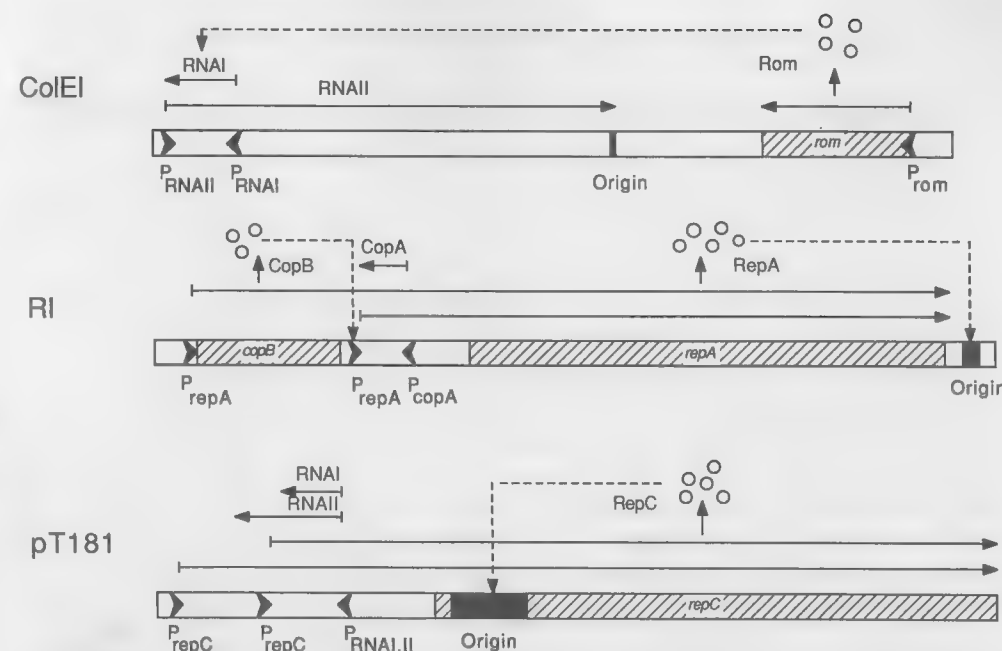 Rom
RNAI
ColEI
RNAII
rom
P RNAII P RNAI Origin P rom
CopA
CopB RepA
RI
copB repA
P repA P repA P copA Origin
RNAI
RNAII RepC
pT181
repC
P repC P repC P RNAI,II Origin